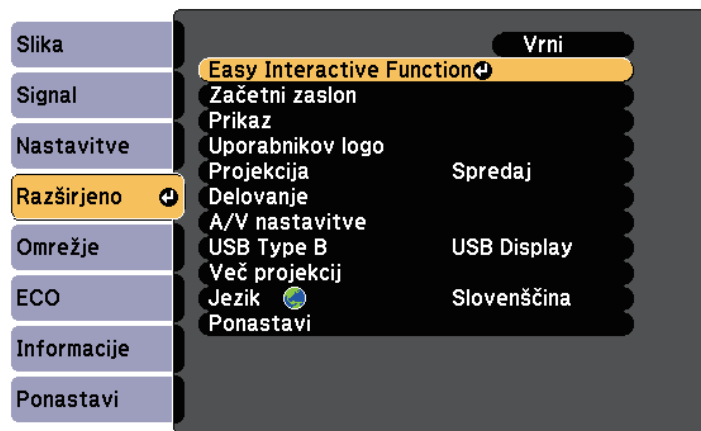 Slika
Signal
Nastavitve
Razširjeno
Omrežje
ECO
Informacije
Ponastavi
Vrni
Easy Interactive Function
Začetni zaslon
Prikaz
Uporabnikov logo
Projekcija Spredaj
Delovanje
A/V nastavitve
USB Type B USB Display
Več projekcij
Jezik Slovenščina
Ponastavi